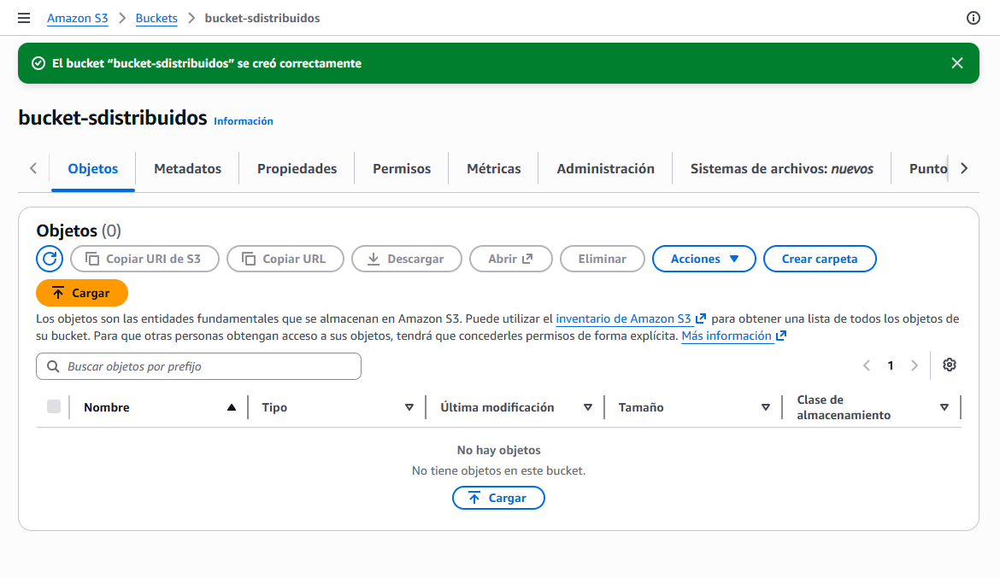 Amazon S3 > Buckets > bucket-sdistribuidos
El bucket “bucket-sdistribuidos” se creó correctamente
bucket-sdistribuidos Información
Objetos Metadatos Propiedades Permisos Métricas Administración Sistemas de archivos: nuevos Punto
Objetos (0)
Copiar URI de S3 Copiar URL Descargar Abrir Eliminar Acciones Crear carpeta
Cargar
Los objetos son las entidades fundamentales que se almacenan en Amazon S3. Puede utilizar el inventario de Amazon S3 para obtener una lista de todos los objetos de
su bucket. Para que otras personas obtengan acceso a sus objetos, tendrá que concederles permisos de forma explícita. Más información
Buscar objetos por prefijo 1
Nombre Tipo Última modificación Tamaño Clase de
almacenamiento
No hay objetos
No tiene objetos en este bucket.
Cargar